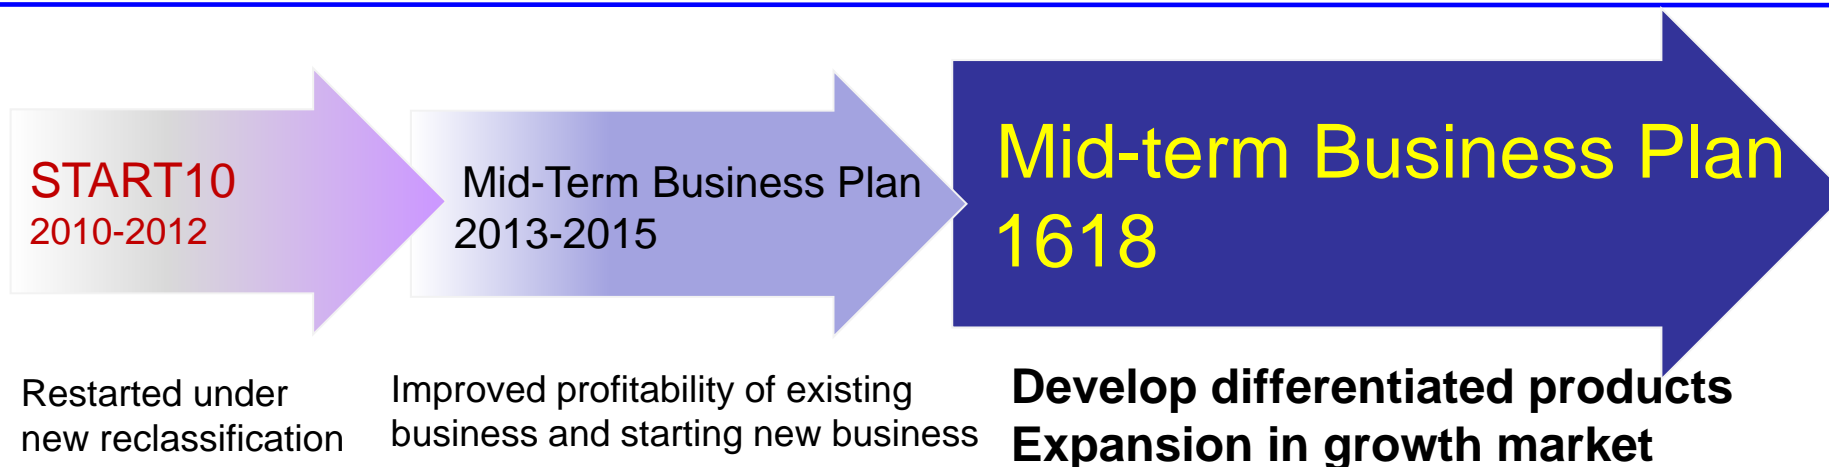 START10
2010-2012
Mid-Term Business Plan
2013-2015
Mid-term Business Plan
1618
Restarted under
new reclassification
Improved profitability of existing
business and starting new business
Develop differentiated products
Expansion in growth market